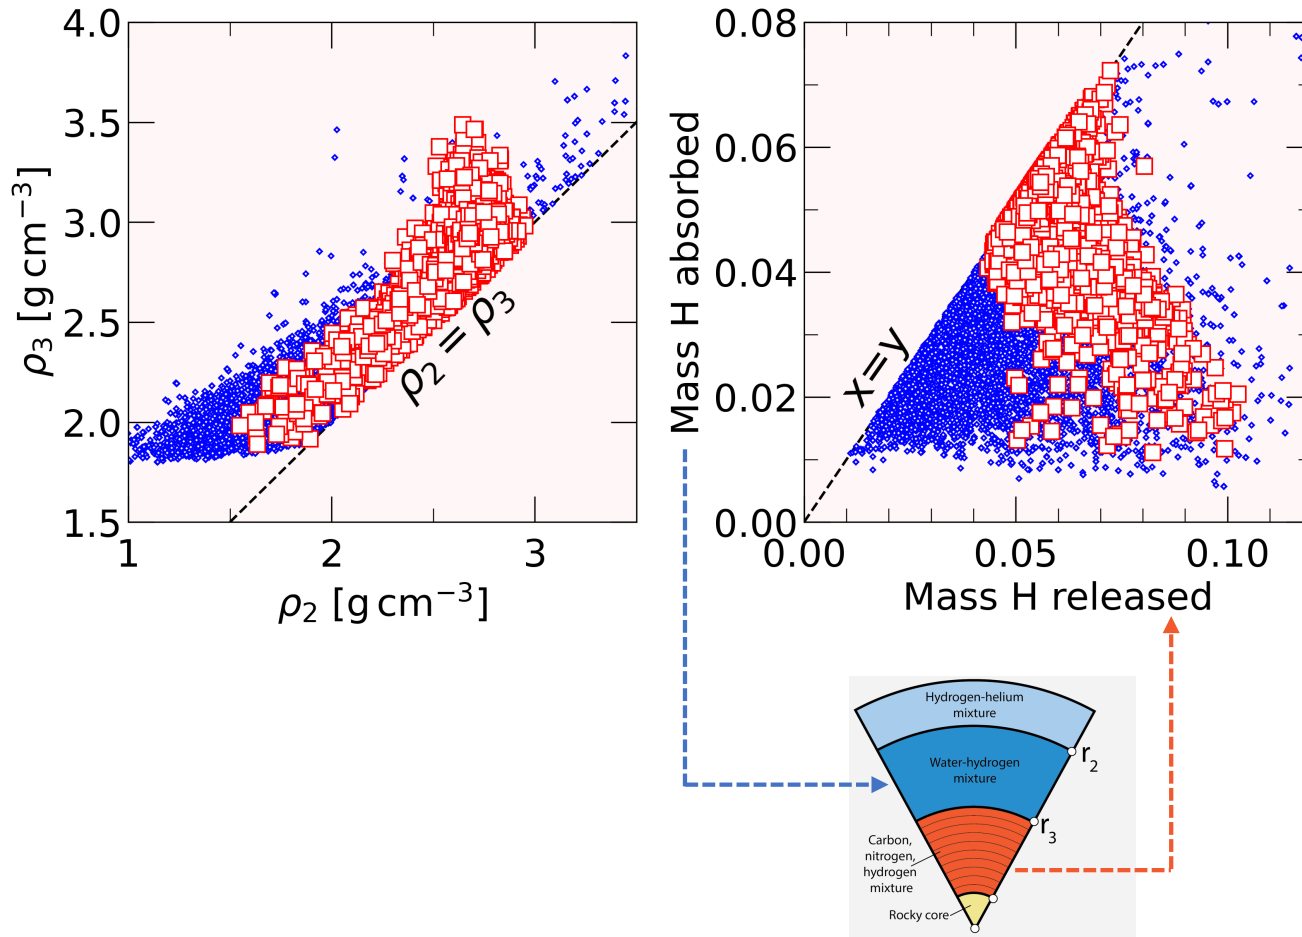 4.0
3.5
3.0
2.5
2.0
1.5
1
2
3
ρ₃ [g cm⁻³]
ρ₂ [g cm⁻³]
ρ₂ = ρ₃
0.08
0.06
0.04
0.02
0.00
0.00
0.05
0.10
Mass H absorbed
Mass H released
x=y
Hydrogen-helium
mixture
Water-hydrogen
mixture
r₂
r₃
Carbon,
nitrogen,
hydrogen
mixture
Rocky core